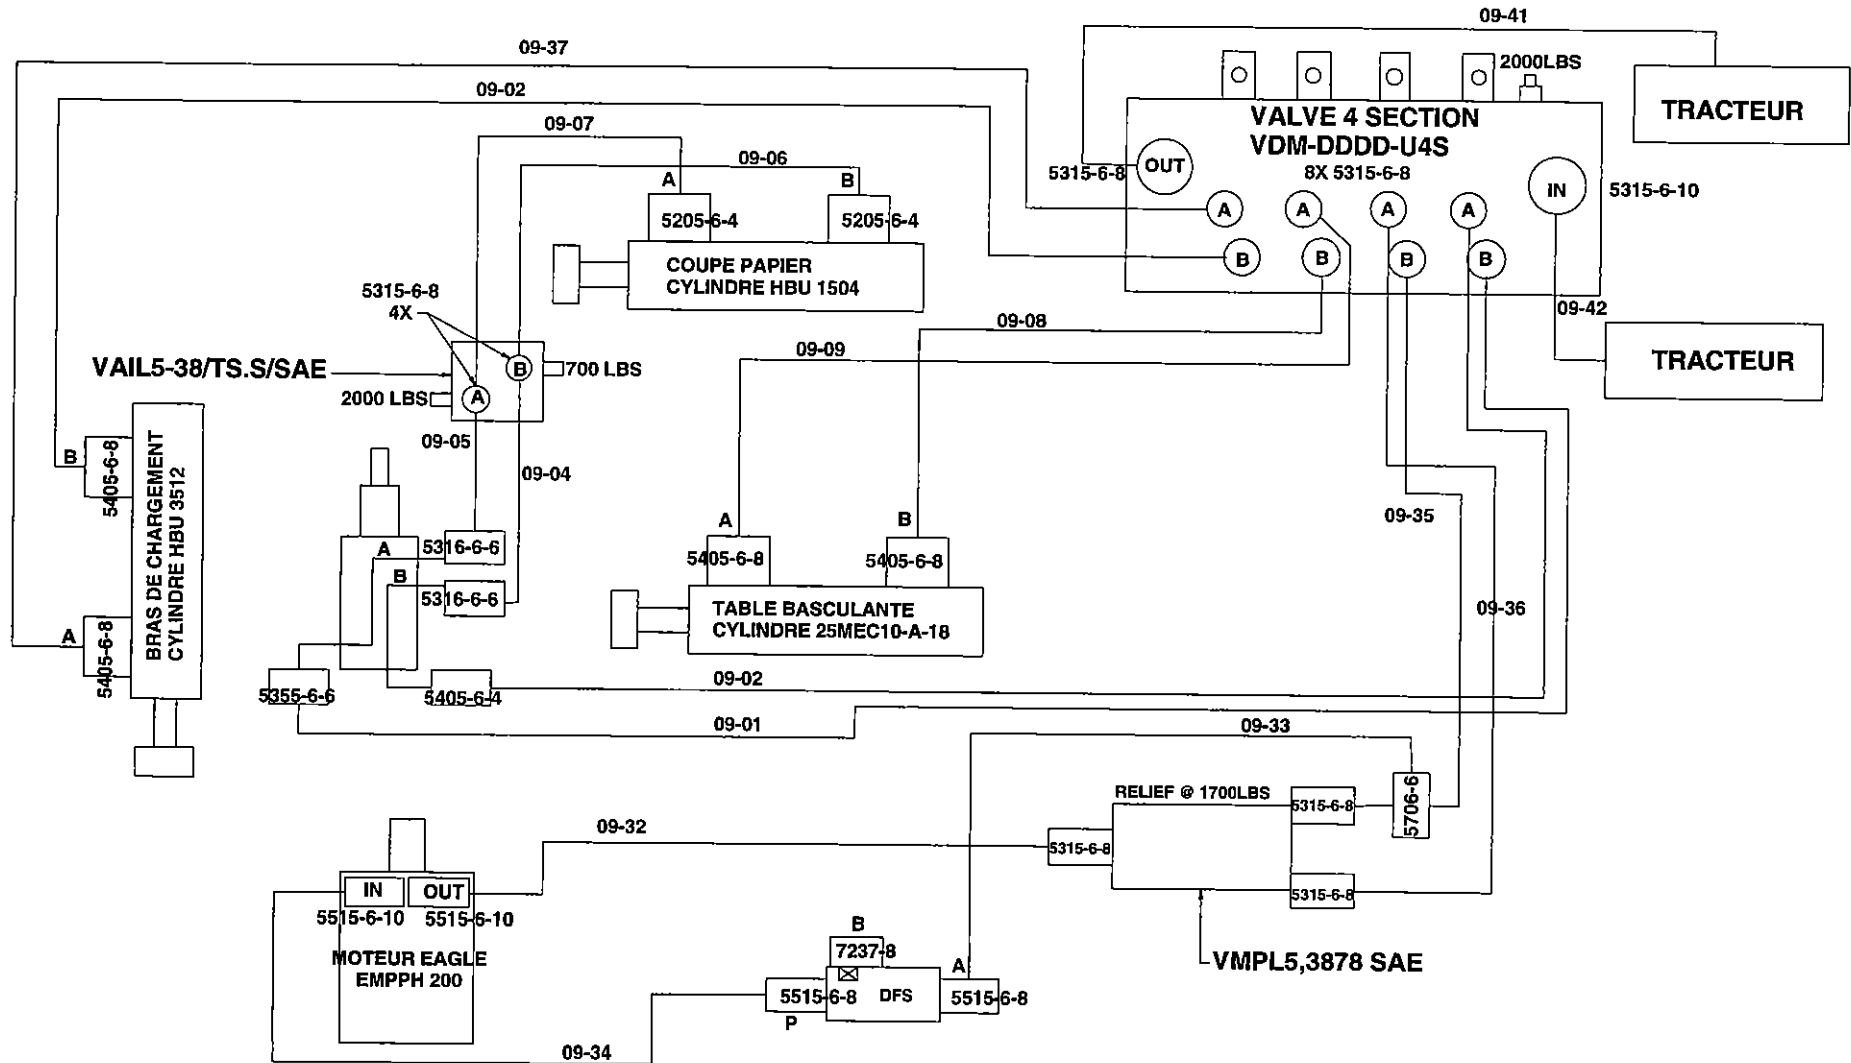 09-41
09-37
2000LBS
09-02
TRACTEUR
VALVE 4 SECTION
VDM-DDDD-U4S
8X 5315-6-8
09-07
09-06
5315-6-8
OUT
IN
5315-6-10
A
B
5205-6-4
5205-6-4
A
A
A
A
B
B
B
B
COUPE PAPIER
CYLINDRE HBU 1504
5315-6-8
4X
09-42
09-08
09-09
TRACTEUR
VAIL5-38/TS.S/SAE
B
700 LBS
2000 LBS
A
09-05
09-04
B
5405-6-8
BRAS DE CHARGEMENT
CYLINDRE HBU 3512
A
5405-6-8
A
5316-6-6
B
5316-6-6
A
B
5405-6-8
5405-6-8
09-35
TABLE BASCULANTE
CYLINDRE 25MEC10-A-18
09-36
5355-6-6
5405-6-4
09-02
09-01
09-33
RELIEF @ 1700LBS
5315-6-8
5706-6
09-32
5315-6-8
5315-6-8
IN
OUT
5515-6-10
5515-6-10
MOTEUR EAGLE
EMPPH 200
B
7237-8
A
5515-6-8
DFS
5515-6-8
P
VMPL5,3878 SAE
09-34